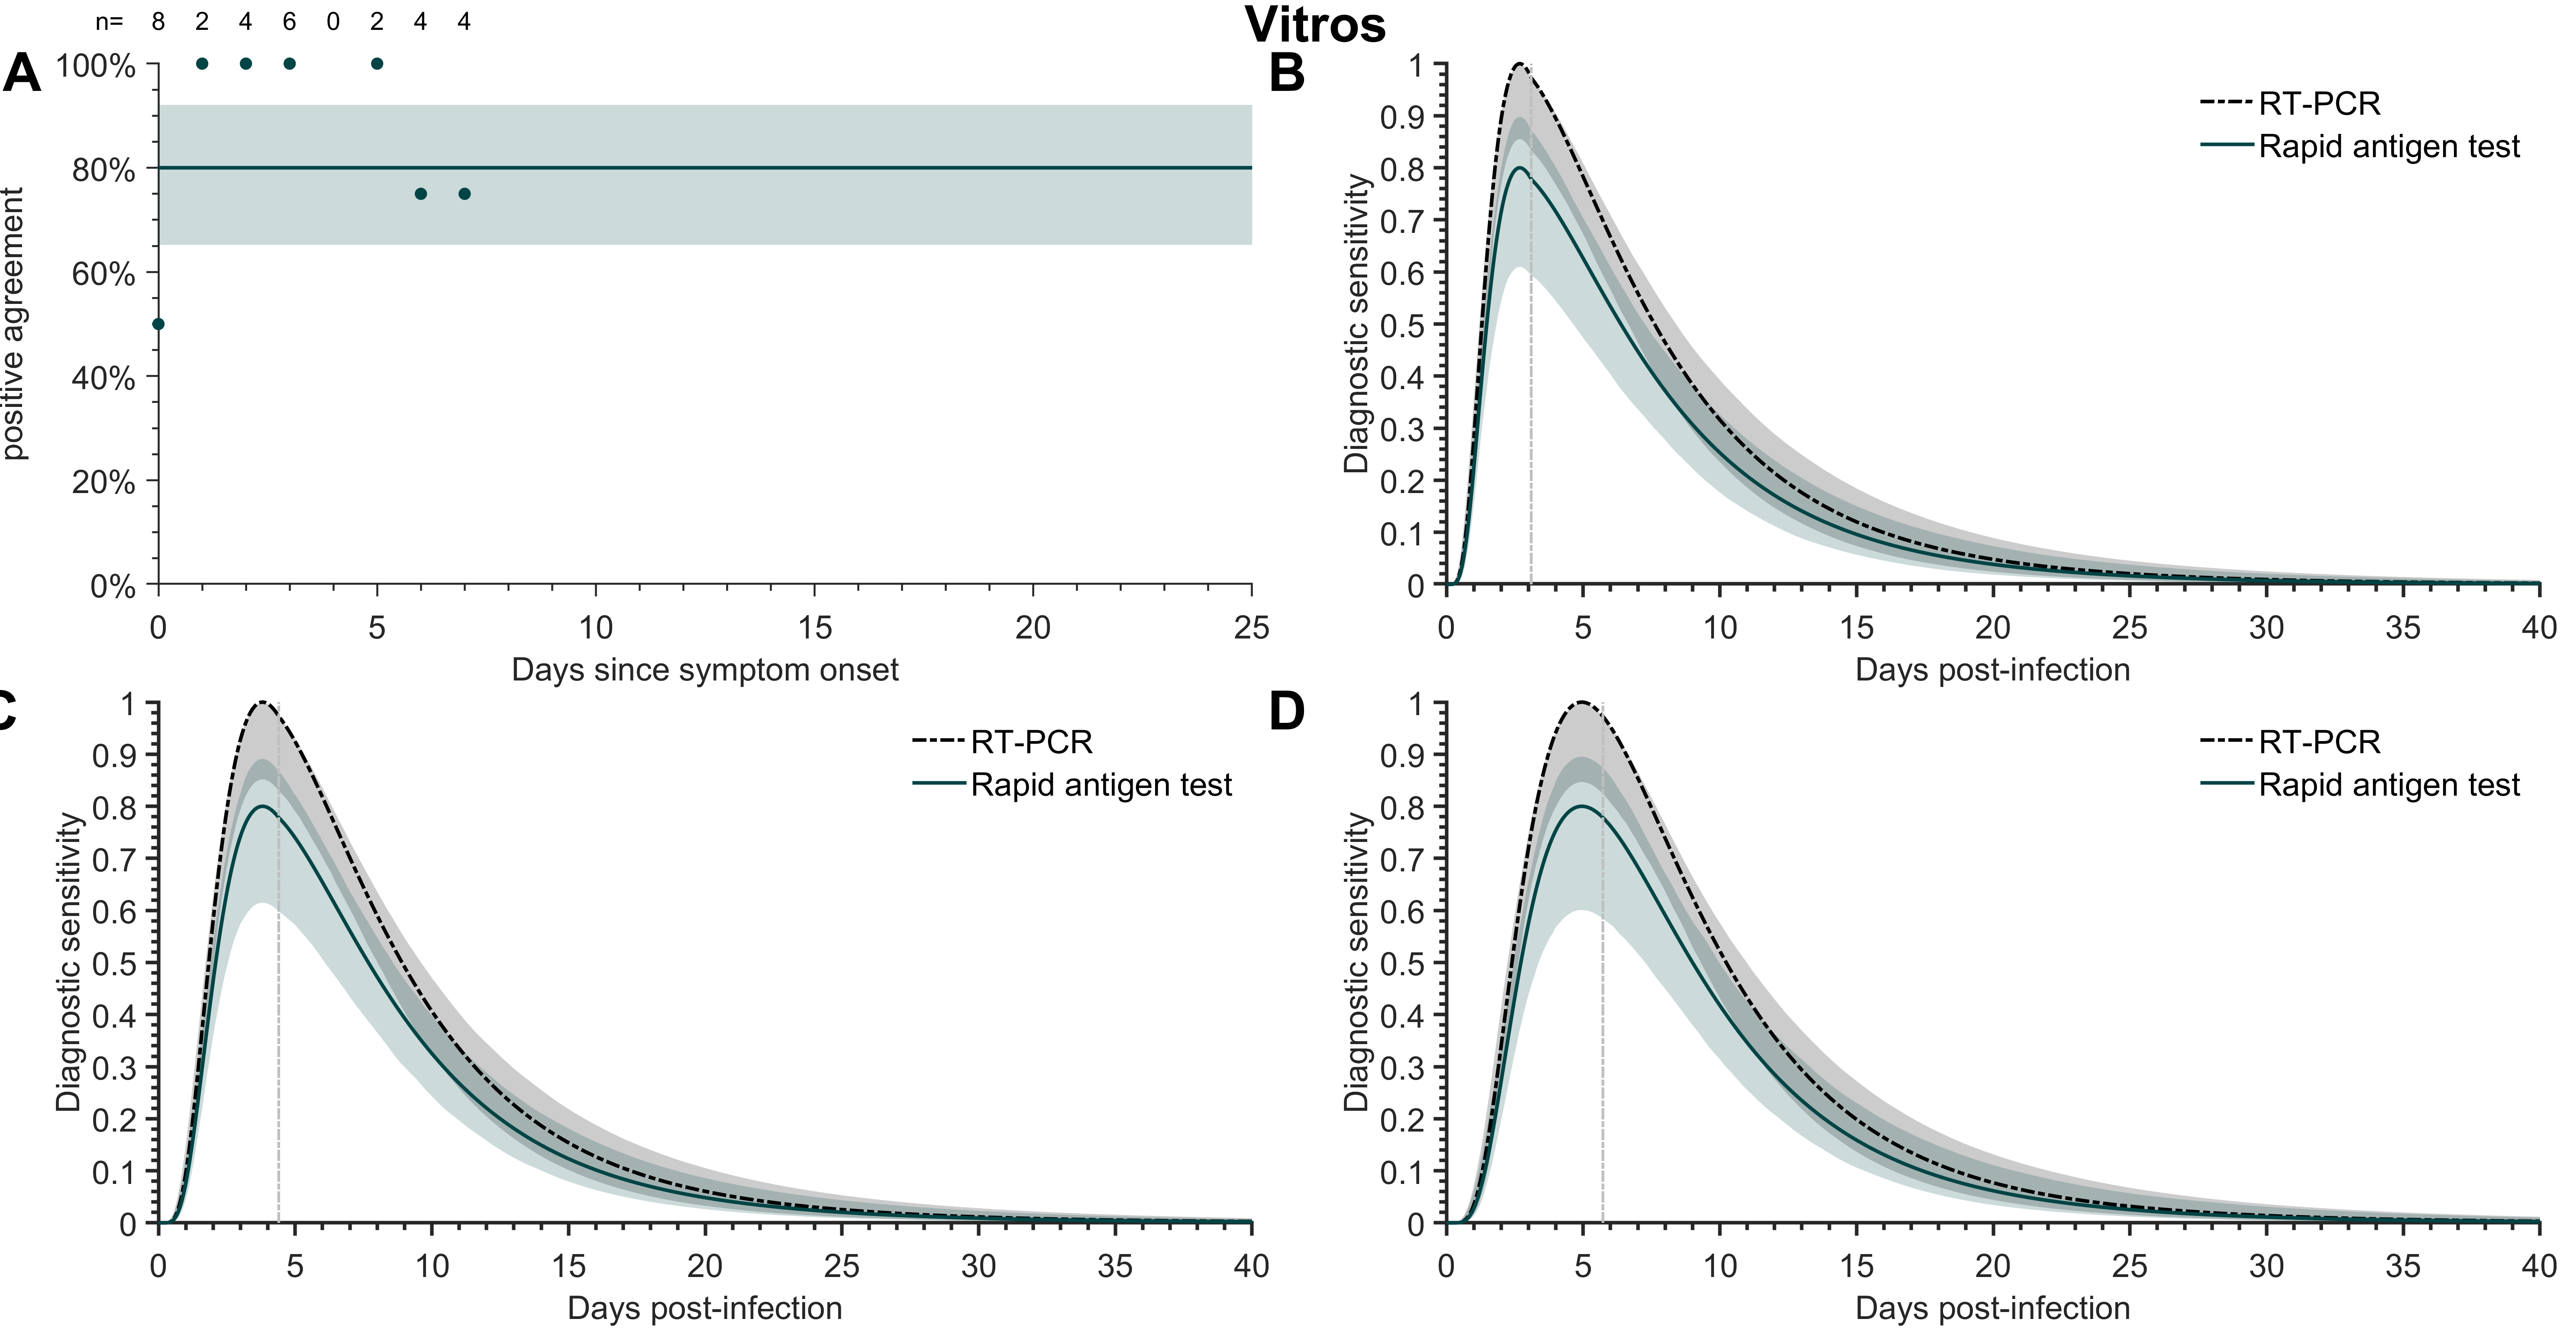 Vitros
n= 8 2 4 6 0 2 4 4
A
100%
80%
60%
40%
20%
0%
positive agreement
0 5 10 15 20 25
Days since symptom onset
B
1
0.9
0.8
0.7
0.6
0.5
0.4
0.3
0.2
0.1
0
Diagnostic sensitivity
RT-PCR
Rapid antigen test
0 5 10 15 20 25 30 35 40
Days post-infection
C
1
0.9
0.8
0.7
0.6
0.5
0.4
0.3
0.2
0.1
0
Diagnostic sensitivity
RT-PCR
Rapid antigen test
0 5 10 15 20 25 30 35 40
Days post-infection
D
1
0.9
0.8
0.7
0.6
0.5
0.4
0.3
0.2
0.1
0
Diagnostic sensitivity
RT-PCR
Rapid antigen test
0 5 10 15 20 25 30 35 40
Days post-infection